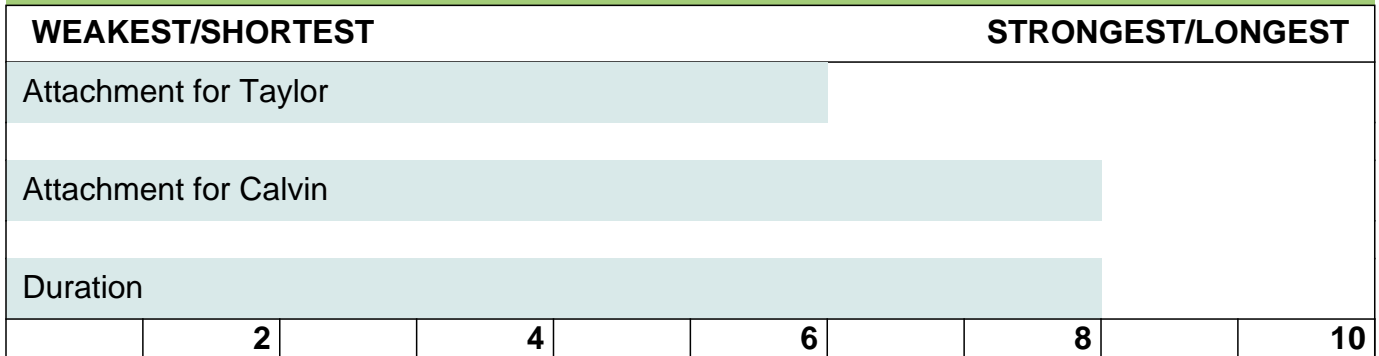 WEAKEST/SHORTEST STRONGEST/LONGEST
Attachment for Taylor
Attachment for Calvin
Duration
2 4 6 8 10